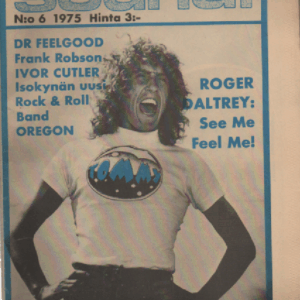 N:o 6 1975 Hinta 3:-
DR FEELGOOD
Frank Robson
IVOR CUTLER
Isokynän uusi
Rock & Roll
Band
OREGON
ROGER
DALTREY:
See Me
Feel Me!
TOMMY